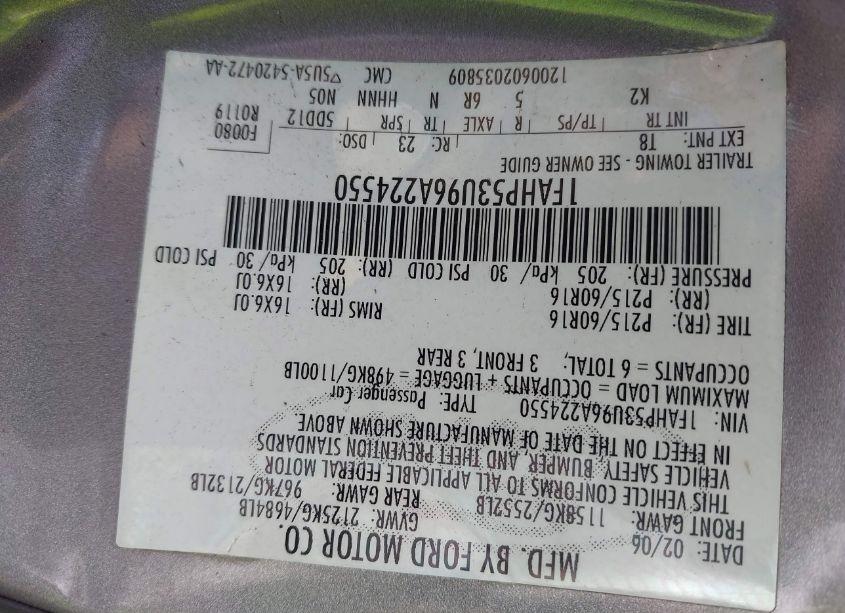 MFD. BY FORD MOTOR CO.
DATE: 02/06 GVWR: 2125KG/4684LB
FRONT GAWR: 1158KG/2552LB REAR GAWR: 967KG/2132LB
THIS VEHICLE CONFORMS TO ALL APPLICABLE FEDERAL MOTOR
VEHICLE SAFETY, BUMPER, AND THEFT PREVENTION STANDARDS
IN EFFECT ON THE DATE OF MANUFACTURE SHOWN ABOVE
VIN: 1FAHP53U96A224550 TYPE: Passenger Car
MAXIMUM LOAD = OCCUPANTS + LUGGAGE = 498KG/1100LB
OCCUPANTS = 6 TOTAL; 3 FRONT, 3 REAR
TIRE (FR): P215/60R16 RIMS (FR): 16X6.0J
(RR): P215/60R16 (RR): 16X6.0J
PRESSURE (FR): 205 kPa/ 30 PSI COLD (RR): 205 kPa/ 30 PSI COLD
1FAHP53U96A224550
TRAILER TOWING - SEE OWNER GUIDE
EXT PNT: T8 RC: 23 DSO: F0080
INT TR TP/PS R AXLE TR SPR 5DD12 R0119
K2 5 6R N HHNN N05
1200602035809 CMC ▽5U5A-5420472-AA